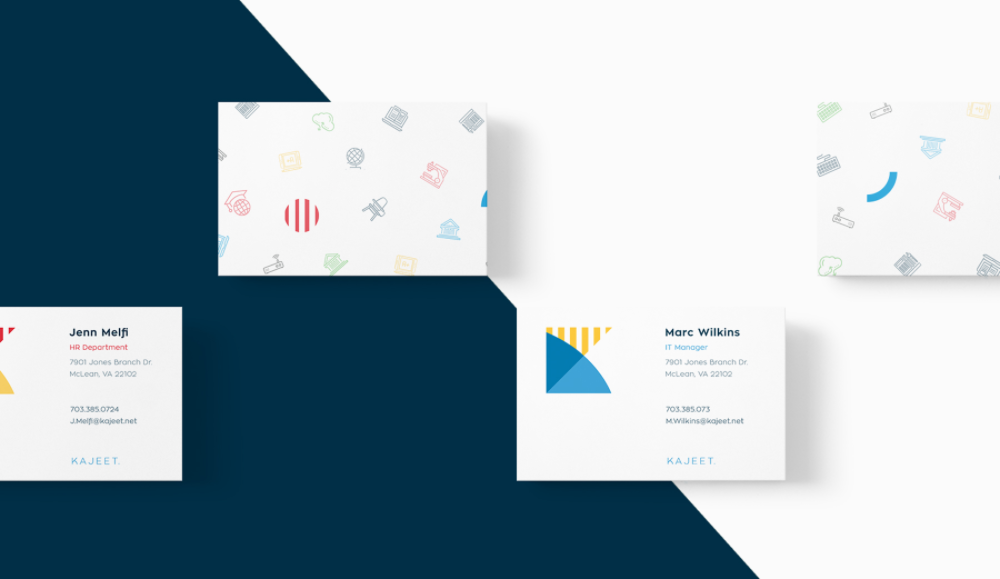 Jenn Melfi
HR Department
7901 Jones Branch Dr.
McLean, VA 22102
703.385.0724
J.Melfi@kajeet.net
KAJEET.
Marc Wilkins
IT Manager
7901 Jones Branch Dr.
McLean, VA 22102
703.385.073
M.Wilkins@kajeet.net
KAJEET.